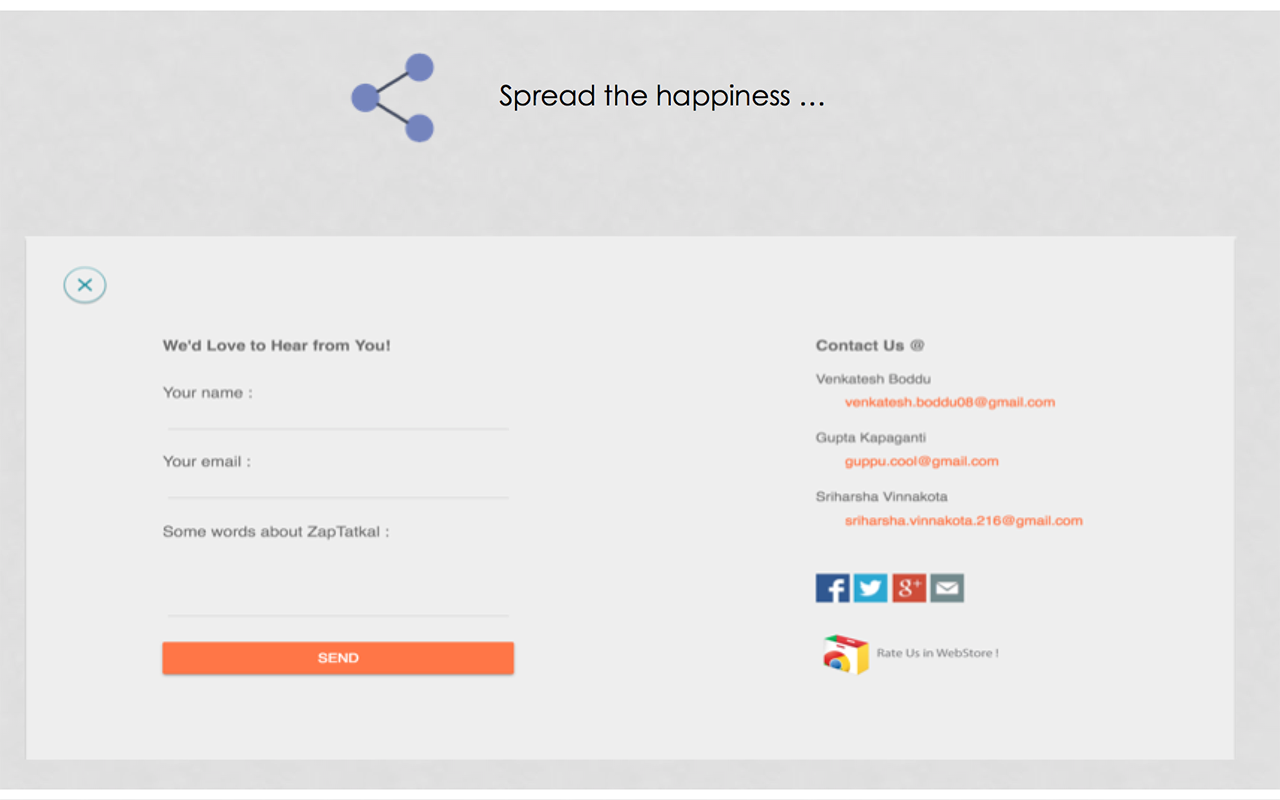 Spread the happiness ...
We'd Love to Hear from You!
Your name :
Your email :
Some words about ZapTatkal :
SEND
Contact Us @
Venkatesh Boddu
venkatesh.boddu08@gmail.com
Gupta Kapaganti
guppu.cool@gmail.com
Sriharsha Vinnakota
sriharsha.vinnakota.216@gmail.com
Rate Us in WebStore !